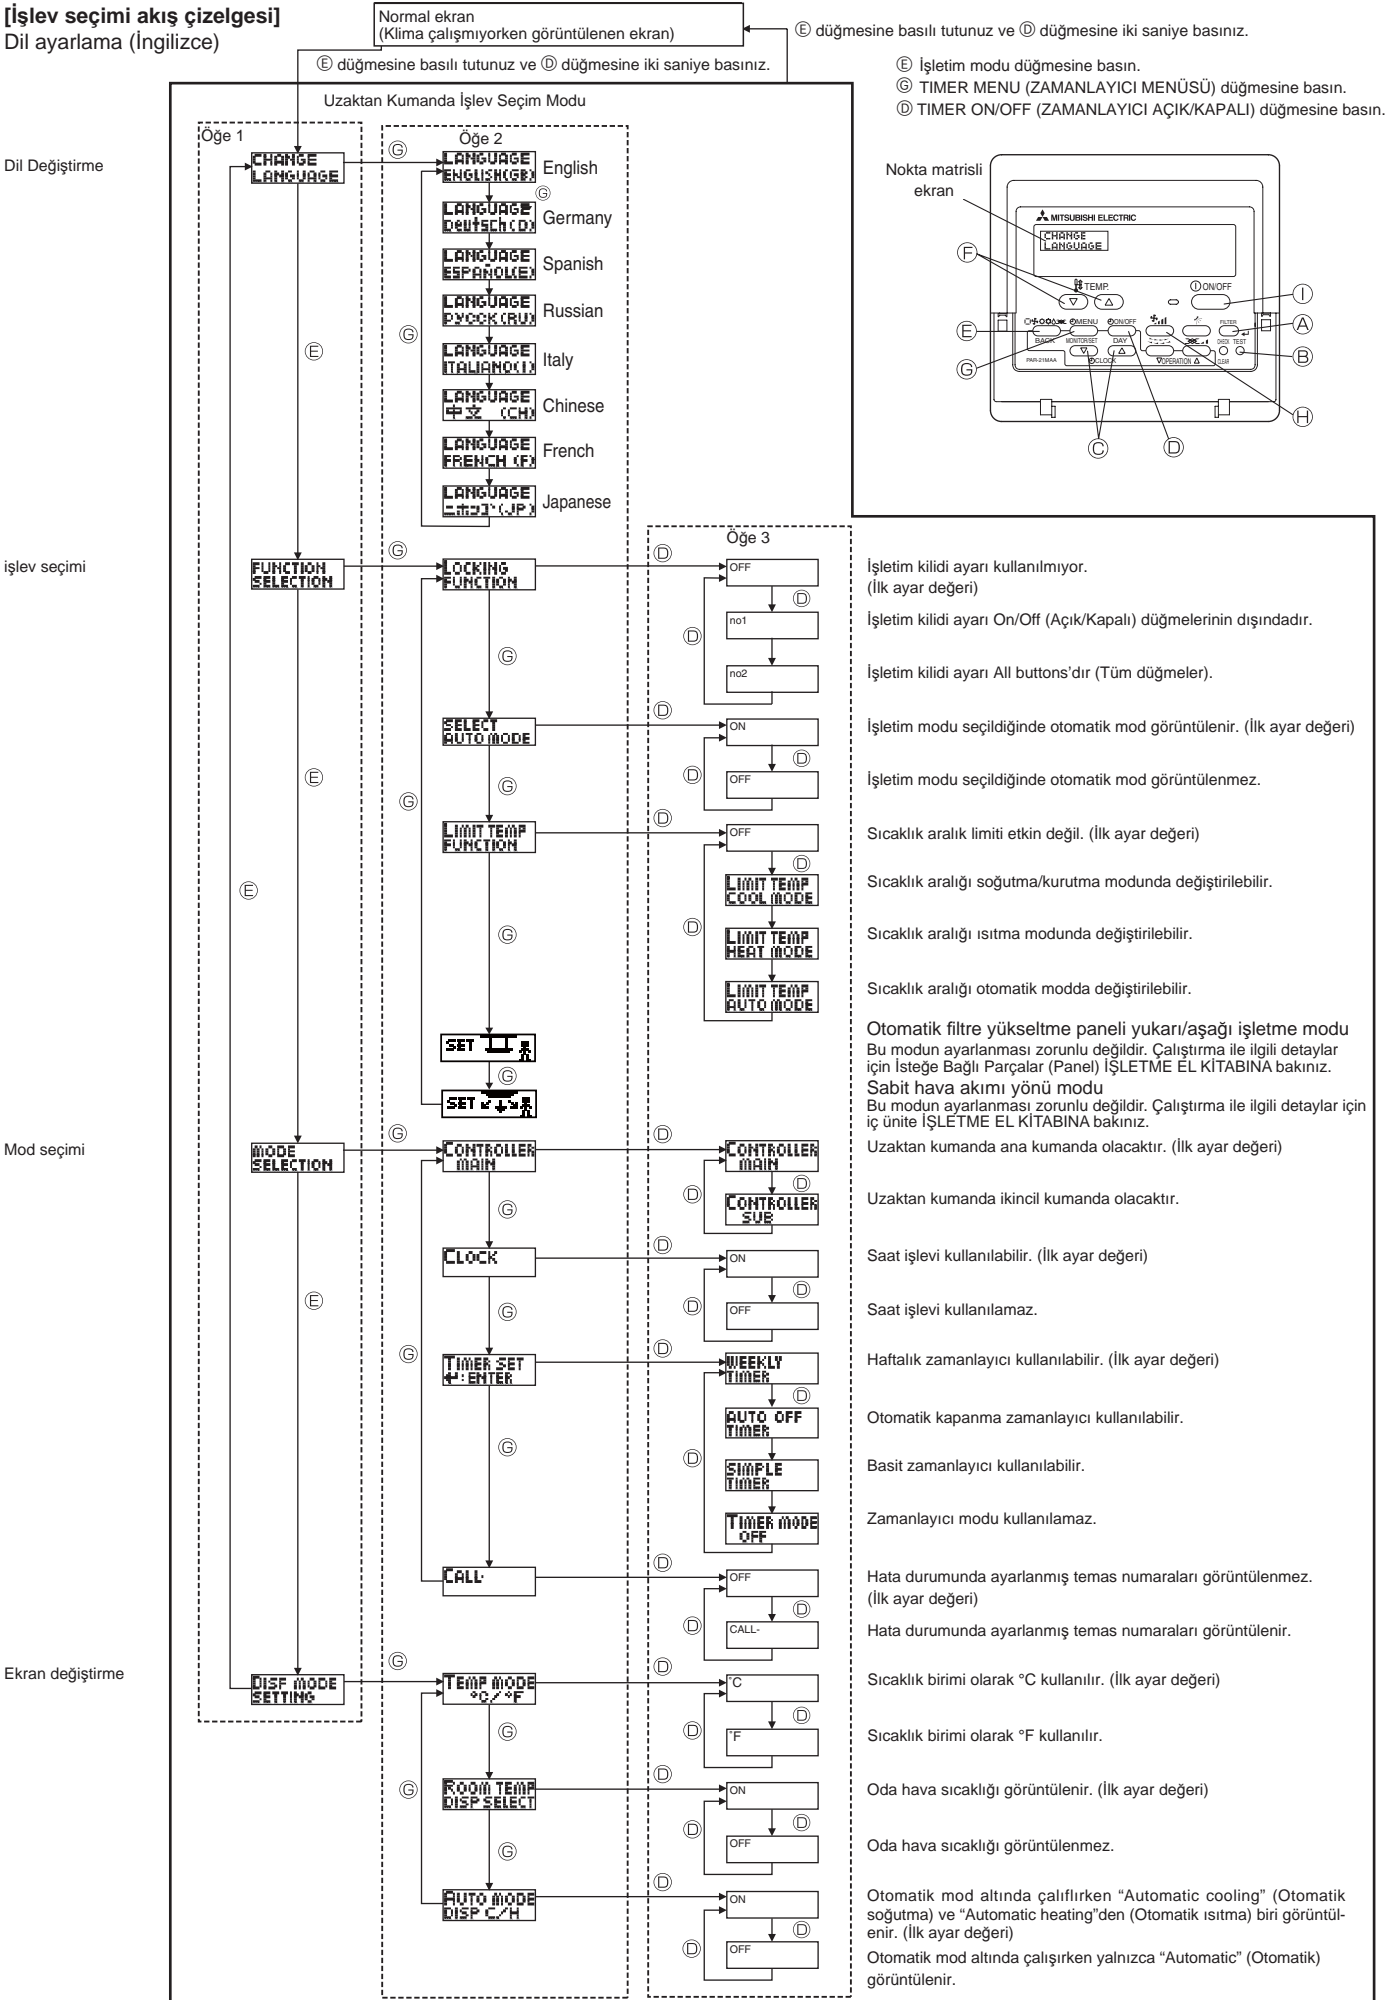 [İşlev seçimi akış çizelgesi]
Dil ayarlama (İngilizce)
Normal ekran
(Klima çalışmıyorken görüntülenen ekran)
Ⓔ düğmesine basılı tutunuz ve Ⓓ düğmesine iki saniye basınız.
Ⓔ düğmesine basılı tutunuz ve Ⓓ düğmesine iki saniye basınız.
Ⓔ İşletim modu düğmesine basın.
Ⓖ TIMER MENU (ZAMANLAYICI MENÜSÜ) düğmesine basın.
Ⓓ TIMER ON/OFF (ZAMANLAYICI AÇIK/KAPALI) düğmesine basın.
Uzaktan Kumanda İşlev Seçim Modu
Öğe 1
Öğe 2
Dil Değiştirme
CHANGE
LANGUAGE
Ⓖ
LANGUAGE
ENGLISH(GB)
English
Ⓖ
LANGUAGE
Deutsch(D)
Germany
LANGUAGE
ESPAÑOL(E)
Spanish
LANGUAGE
РУССК(RU)
Russian
Ⓖ
Ⓔ
LANGUAGE
ITALIANO(I)
Italy
LANGUAGE
中文 (CH)
Chinese
LANGUAGE
FRENCH (F)
French
LANGUAGE
ニホンゴ(JP)
Japanese
Nokta matrisli
ekran
MITSUBISHI ELECTRIC
CHANGE
LANGUAGE
Ⓕ
TEMP.
ON/OFF
Ⓘ
Ⓔ
MENU
ON/OFF
FILTER
Ⓐ
BACK
MONITOR/SET
DAY
CHECK
TEST
Ⓑ
PAR-21MAA
CLOCK
OPERATION
CLEAR
Ⓖ
Ⓗ
Ⓒ
Ⓓ
Öğe 3
işlev seçimi
FUNCTION
SELECTION
Ⓖ
LOCKING
FUNCTION
Ⓓ
OFF
İşletim kilidi ayarı kullanılmıyor.
(İlk ayar değeri)
Ⓓ
no1
İşletim kilidi ayarı On/Off (Açık/Kapalı) düğmelerinin dışındadır.
Ⓓ
Ⓖ
no2
İşletim kilidi ayarı All buttons'dır (Tüm düğmeler).
SELECT
AUTO MODE
Ⓓ
ON
İşletim modu seçildiğinde otomatik mod görüntülenir. (İlk ayar değeri)
Ⓓ
Ⓓ
Ⓔ
Ⓖ
OFF
İşletim modu seçildiğinde otomatik mod görüntülenmez.
Ⓖ
LIMIT TEMP
FUNCTION
Ⓓ
OFF
Sıcaklık aralık limiti etkin değil. (İlk ayar değeri)
Ⓓ
Ⓔ
LIMIT TEMP
COOL MODE
Sıcaklık aralığı soğutma/kurutma modunda değiştirilebilir.
Ⓓ
Ⓖ
LIMIT TEMP
HEAT MODE
Sıcaklık aralığı ısıtma modunda değiştirilebilir.
LIMIT TEMP
AUTO MODE
Sıcaklık aralığı otomatik modda değiştirilebilir.
SET
Otomatik filtre yükseltme paneli yukarı/aşağı işletme modu
Bu modun ayarlanması zorunlu değildir. Çalıştırma ile ilgili detaylar
için İsteğe Bağlı Parçalar (Panel) İŞLETME EL KİTABINA bakınız.
Ⓖ
SET
Sabit hava akımı yönü modu
Bu modun ayarlanması zorunlu değildir. Çalıştırma ile ilgili detaylar için
iç ünite İŞLETME EL KİTABINA bakınız.
Mod seçimi
MODE
SELECTION
Ⓖ
CONTROLLER
MAIN
Ⓓ
CONTROLLER
MAIN
Uzaktan kumanda ana kumanda olacaktır. (İlk ayar değeri)
Ⓓ
Ⓓ
Ⓖ
CONTROLLER
SUB
Uzaktan kumanda ikincil kumanda olacaktır.
CLOCK
Ⓓ
ON
Saat işlevi kullanılabilir. (İlk ayar değeri)
Ⓓ
Ⓔ
Ⓖ
Ⓓ
OFF
Saat işlevi kullanılamaz.
Ⓖ
TIMER SET
↵:ENTER
Ⓓ
WEEKLY
TIMER
Haftalık zamanlayıcı kullanılabilir. (İlk ayar değeri)
Ⓓ
AUTO OFF
TIMER
Otomatik kapanma zamanlayıcı kullanılabilir.
Ⓖ
Ⓓ
SIMPLE
TIMER
Basit zamanlayıcı kullanılabilir.
TIMER MODE
OFF
Zamanlayıcı modu kullanılamaz.
CALL-
Ⓓ
OFF
Hata durumunda ayarlanmış temas numaraları görüntülenmez.
(İlk ayar değeri)
Ⓓ
Ⓓ
CALL-
Hata durumunda ayarlanmış temas numaraları görüntülenir.
Ekran değiştirme
DISP MODE
SETTING
Ⓖ
TEMP MODE
°C/°F
Ⓓ
°C
Sıcaklık birimi olarak °C kullanılır. (İlk ayar değeri)
Ⓓ
Ⓓ
Ⓖ
°F
Sıcaklık birimi olarak °F kullanılır.
Ⓖ
ROOM TEMP
DISP SELECT
Ⓓ
ON
Oda hava sıcaklığı görüntülenir. (İlk ayar değeri)
Ⓓ
Ⓓ
Ⓖ
OFF
Oda hava sıcaklığı görüntülenmez.
AUTO MODE
DISP C/H
Ⓓ
ON
Otomatik mod altında çalıflırken “Automatic cooling” (Otomatik
soğutma) ve “Automatic heating”den (Otomatik ısıtma) biri görüntül-
enir. (İlk ayar değeri)
Ⓓ
Ⓓ
OFF
Otomatik mod altında çalışırken yalnızca “Automatic” (Otomatik)
görüntülenir.